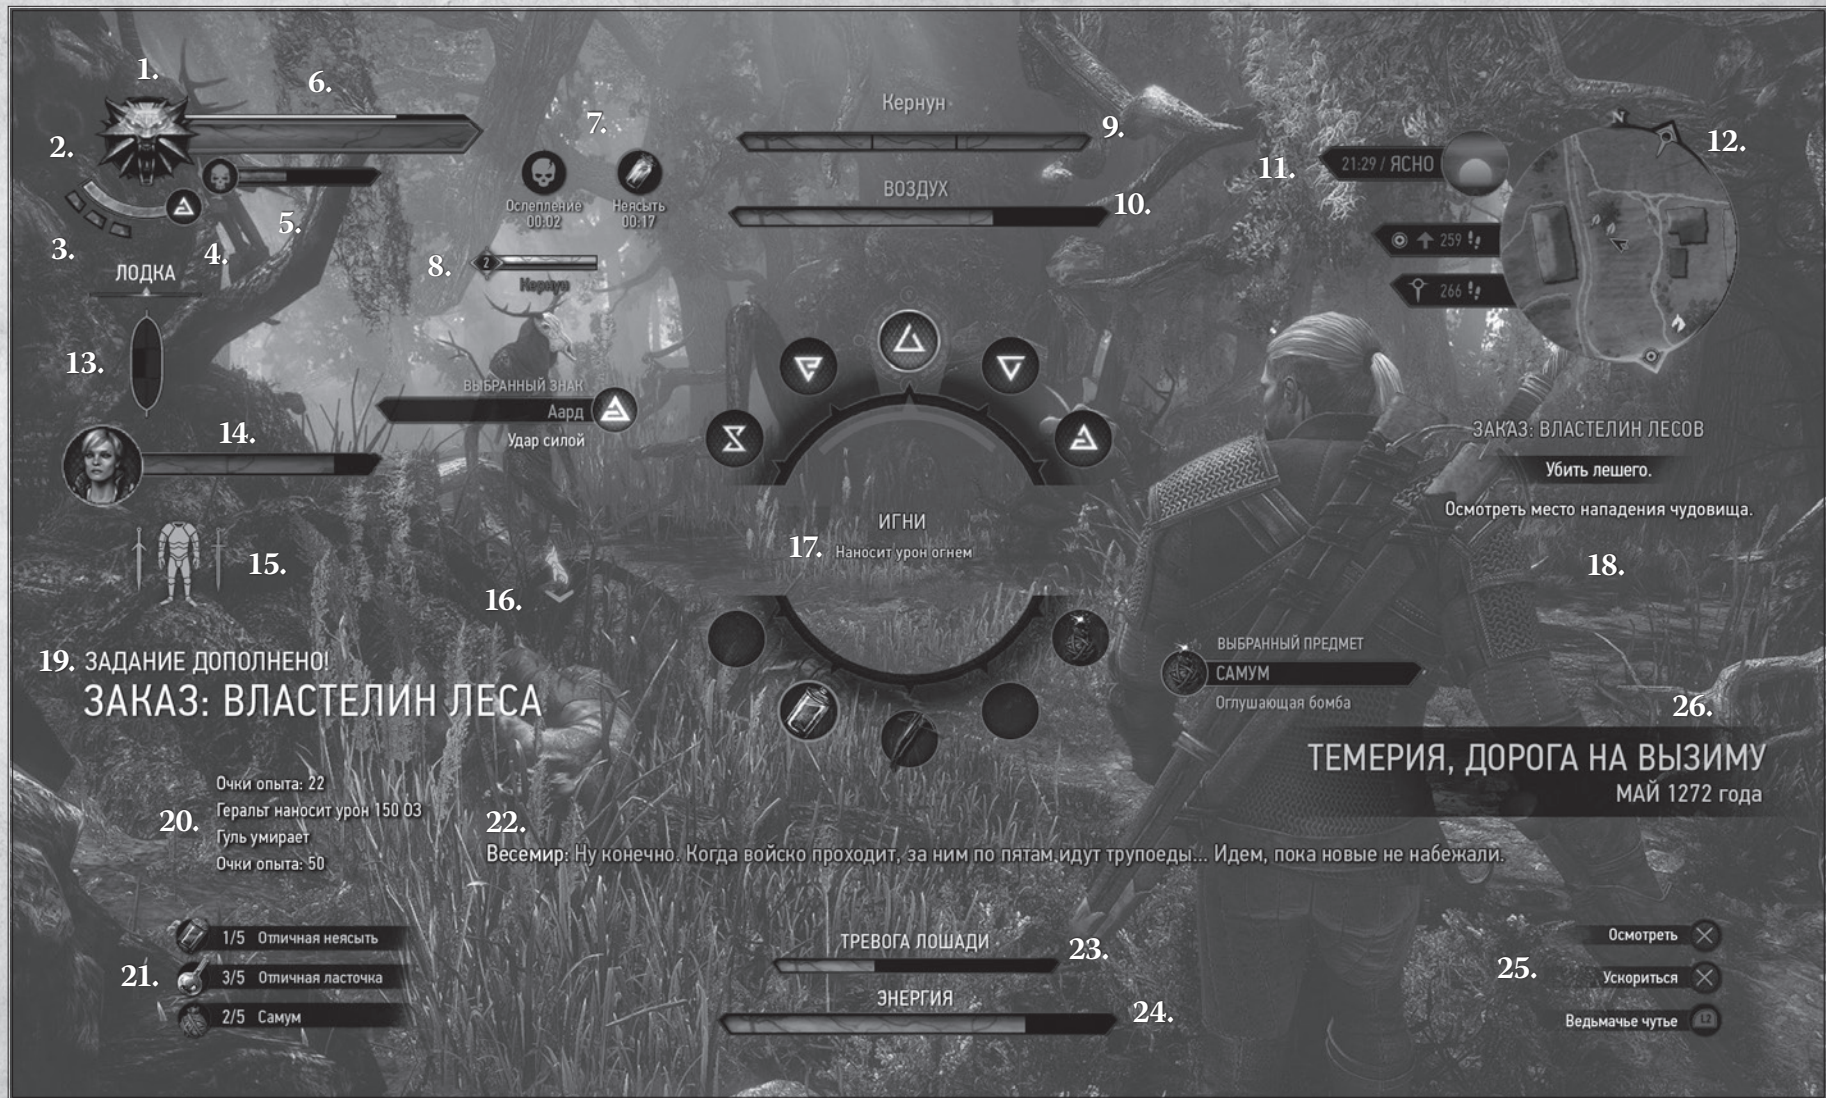 1.
6.
Кернун
7.
9.
2.
12.
21:29 / ЯСНО
11.
N
ВОЗДУХ
10.
Ослепление
00:02
Неясыть
00:17
5.
3.
4.
259
8.
2
Кернун
266
ЛОДКА
13.
ВЫБРАННЫЙ ЗНАК
Аард
Удар силой
14.
ЗАКАЗ: ВЛАСТЕЛИН ЛЕСОВ
Убить лешего.
Осмотреть место нападения чудовища.
ИГНИ
17. Наносит урон огнем
15.
18.
16.
19. ЗАДАНИЕ ДОПОЛНЕНО!
ЗАКАЗ: ВЛАСТЕЛИН ЛЕСА
ВЫБРАННЫЙ ПРЕДМЕТ
САМУМ
Оглушающая бомба
26.
ТЕМЕРИЯ, ДОРОГА НА ВЫЗИМУ
МАЙ 1272 года
20.
Очки опыта: 22
Геральт наносит урон 150 ОЗ
Гуль умирает
Очки опыта: 50
22.
Весемир: Ну конечно. Когда войско проходит, за ним по пятам идут трупоеды... Идем, пока новые не набежали.
21.
1/5 Отличная неясыть
3/5 Отличная ласточка
2/5 Самум
ТРЕВОГА ЛОШАДИ
23.
ЭНЕРГИЯ
24.
25.
Осмотреть
Ускориться
Ведьмачье чутье L2